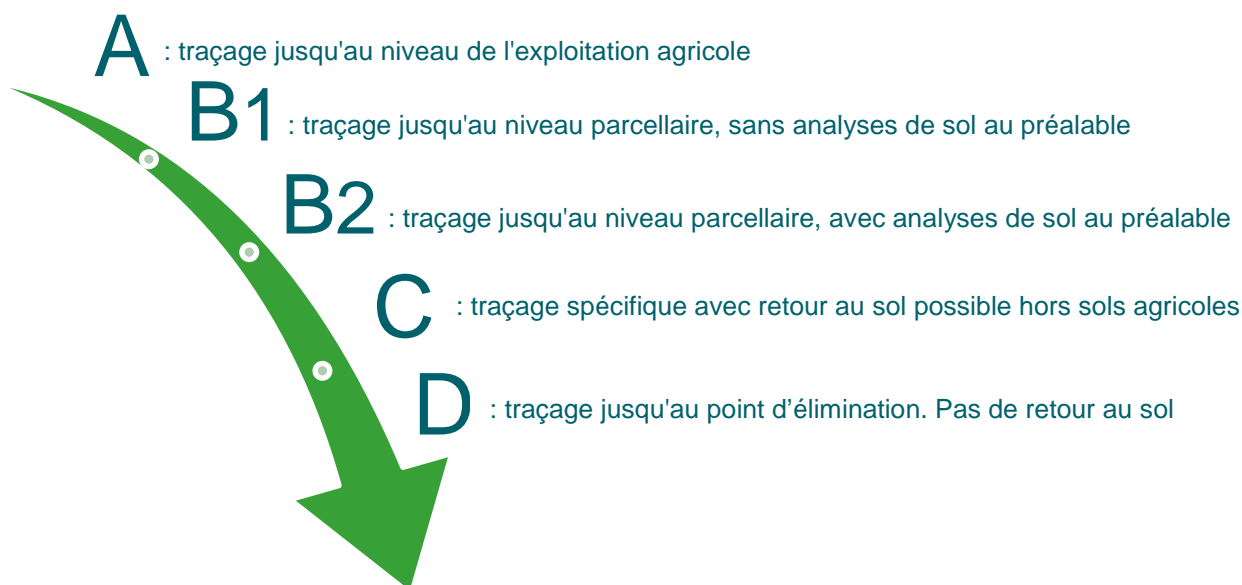 A : traçage jusqu'au niveau de l'exploitation agricole
B1 : traçage jusqu'au niveau parcellaire, sans analyses de sol au préalable
B2 : traçage jusqu'au niveau parcellaire, avec analyses de sol au préalable
C : traçage spécifique avec retour au sol possible hors sols agricoles
D : traçage jusqu'au point d’élimination. Pas de retour au sol